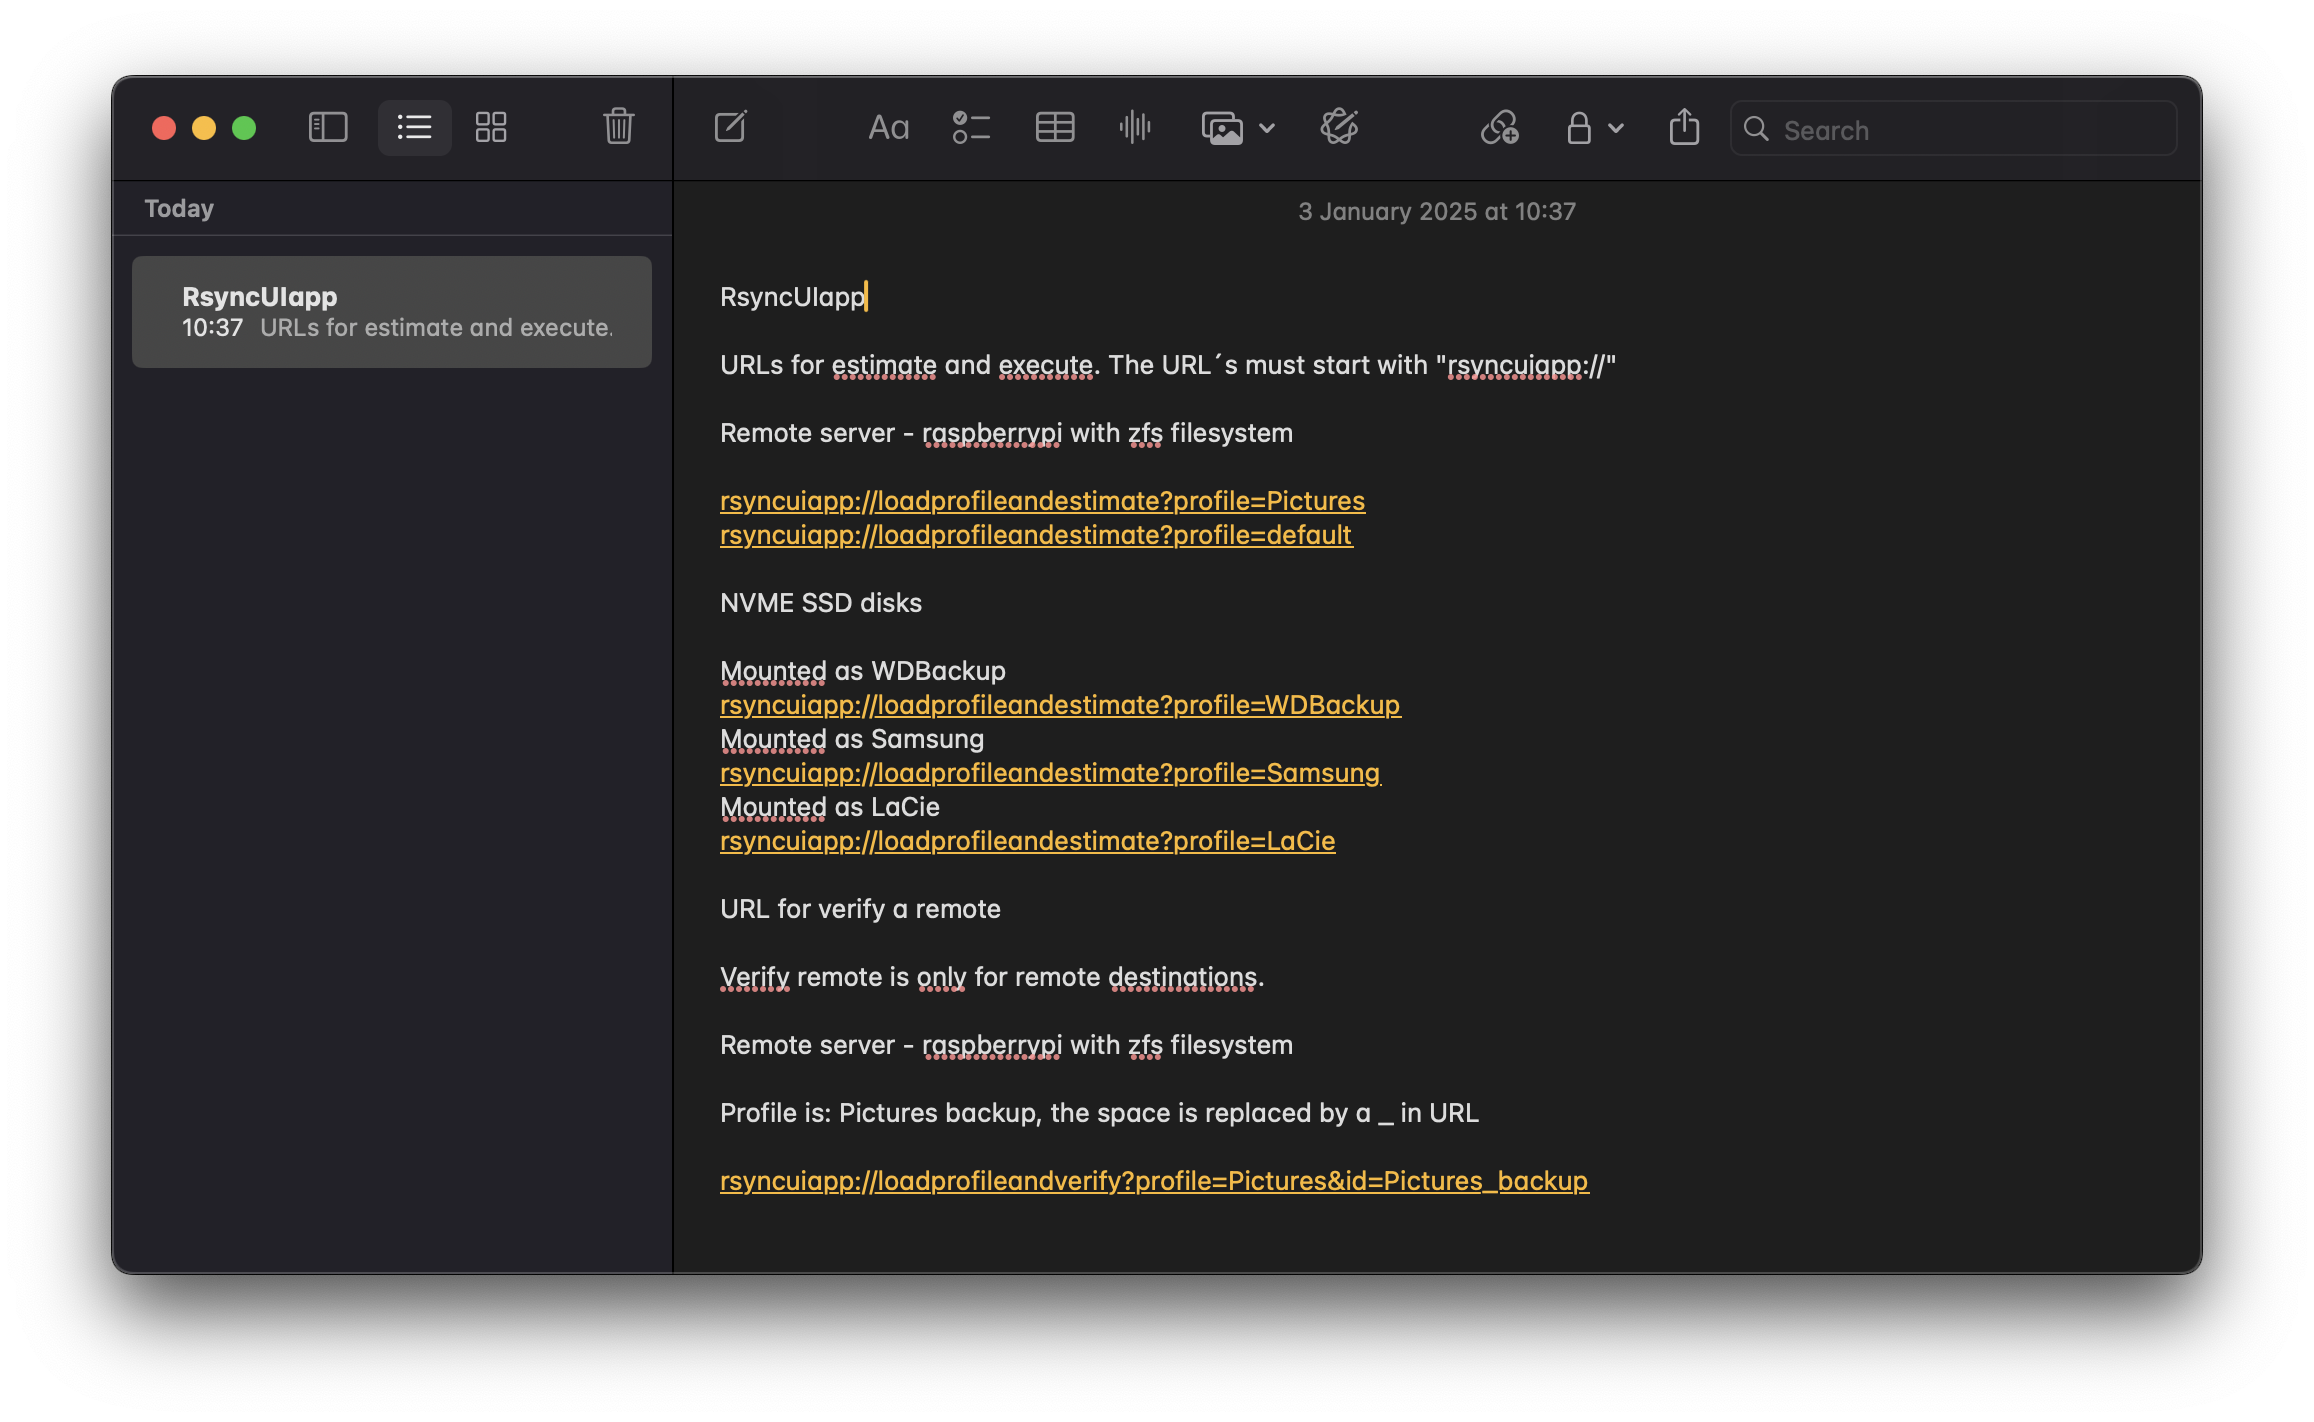 Aa
Search
Today
3 January 2025 at 10:37
RsyncUIapp
10:37 URLs for estimate and execute.
RsyncUIapp
URLs for estimate and execute. The URL´s must start with "rsyncuiapp://"
Remote server - raspberrypi with zfs filesystem
rsyncuiapp://loadprofileandestimate?profile=Pictures
rsyncuiapp://loadprofileandestimate?profile=default
NVME SSD disks
Mounted as WDBackup
rsyncuiapp://loadprofileandestimate?profile=WDBackup
Mounted as Samsung
rsyncuiapp://loadprofileandestimate?profile=Samsung
Mounted as LaCie
rsyncuiapp://loadprofileandestimate?profile=LaCie
URL for verify a remote
Verify remote is only for remote destinations.
Remote server - raspberrypi with zfs filesystem
Profile is: Pictures backup, the space is replaced by a _ in URL
rsyncuiapp://loadprofileandverify?profile=Pictures&id=Pictures_backup